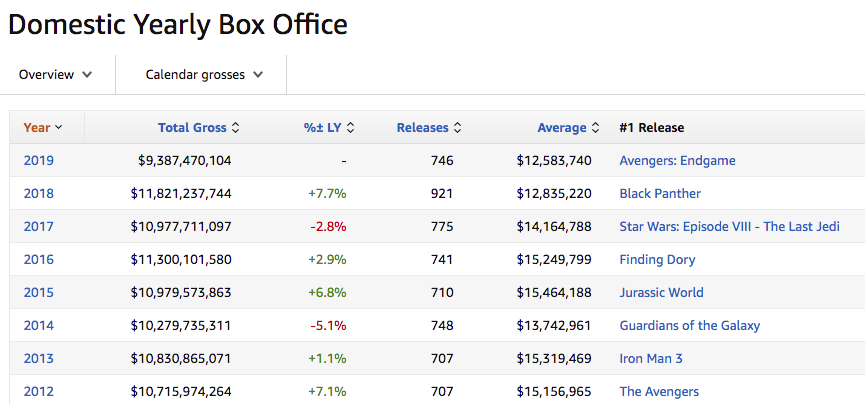 Domestic Yearly Box Office
Overview Calendar grosses
Year Total Gross %± LY Releases Average #1 Release
2019 $9,387,470,104 - 746 $12,583,740 Avengers: Endgame
2018 $11,821,237,744 +7.7% 921 $12,835,220 Black Panther
2017 $10,977,711,097 -2.8% 775 $14,164,788 Star Wars: Episode VIII - The Last Jedi
2016 $11,300,101,580 +2.9% 741 $15,249,799 Finding Dory
2015 $10,979,573,863 +6.8% 710 $15,464,188 Jurassic World
2014 $10,279,735,311 -5.1% 748 $13,742,961 Guardians of the Galaxy
2013 $10,830,865,071 +1.1% 707 $15,319,469 Iron Man 3
2012 $10,715,974,264 +7.1% 707 $15,156,965 The Avengers